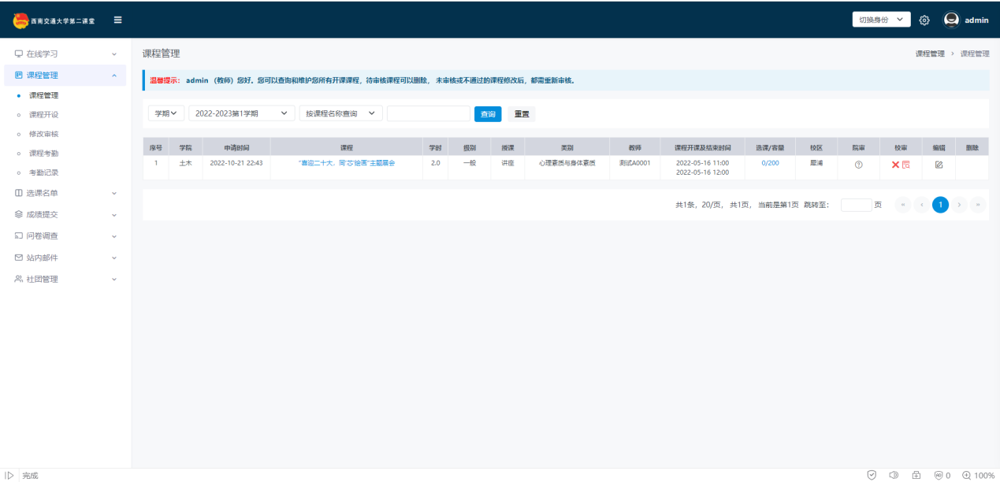 西南交通大学第二课堂
切换身份
admin
在线学习
课程管理
课程管理
课程开设
修改审核
课程考勤
考勤记录
选课名单
成绩提交
问卷调查
站内邮件
社团管理
课程管理
课程管理 > 课程管理
温馨提示： admin （教师）您好。您可以查询和维护您所有开课课程，待审核课程可以删除， 未审核或不通过的课程修改后，都需重新审核。
学期 2022-2023第1学期 按课程名称查询 查询 重置
序号 学院 申请时间 课程 学时 级别 授课 类别 教师 课程开课及结束时间 选课/容量 校区 院审 校审 编辑 删除
1 土木 2022-10-21 22:43 “喜迎二十大，同‘芯’绘画”主题展会 2.0 一般 讲座 心理素质与身体素质 测试A0001 2022-05-16 11:00 0/200 犀浦
2022-05-16 12:00
共1条，20/页， 共1页， 当前是第1页 跳转至： 页 « ‹ 1 › »
完成
0 100%